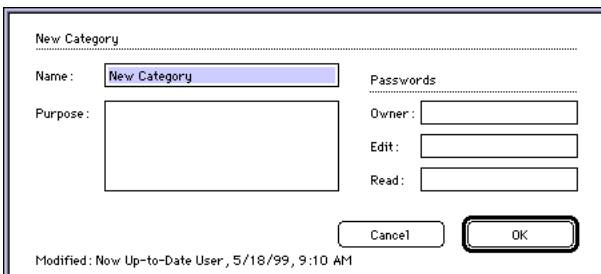 New Category
Name: New Category
Passwords
Purpose:
Owner:
Edit:
Read:
Cancel OK
Modified: Now Up-to-Date User, 5/18/99, 9:10 AM